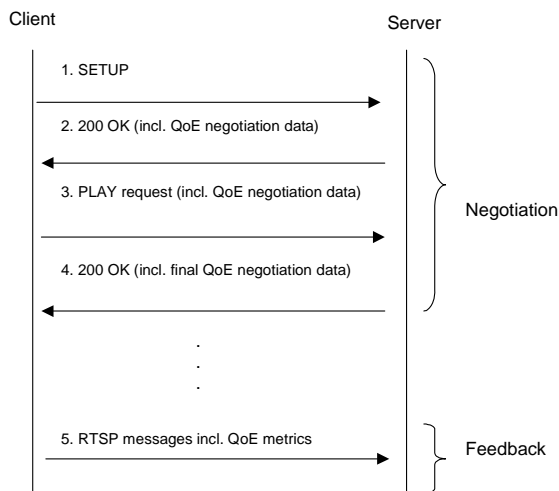 Client
Server
1. SETUP
2. 200 OK (incl. QoE negotiation data)
3. PLAY request (incl. QoE negotiation data)
Negotiation
4. 200 OK (incl. final QoE negotiation data)
.
.
.
5. RTSP messages incl. QoE metrics
Feedback